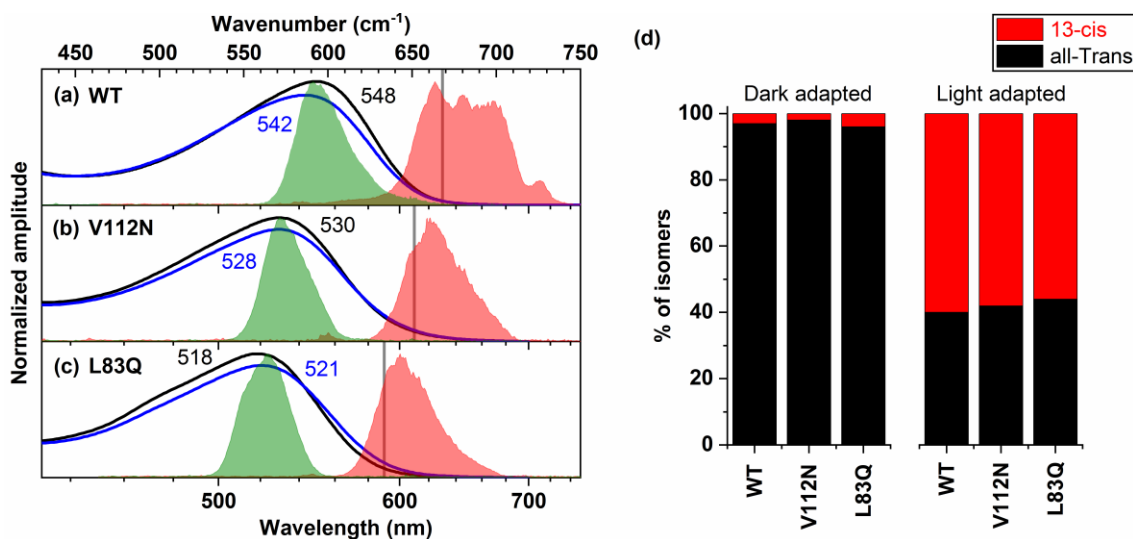 Wavenumber (cm⁻¹)
450 500 550 600 650 700 750
Normalized amplitude
(a) WT
548
542
(b) V112N
530
528
(c) L83Q
518
521
500 600 700
Wavelength (nm)
(d)
13-cis
all-Trans
Dark adapted Light adapted
% of isomers
100
80
60
40
20
0
WT V112N L83Q WT V112N L83Q